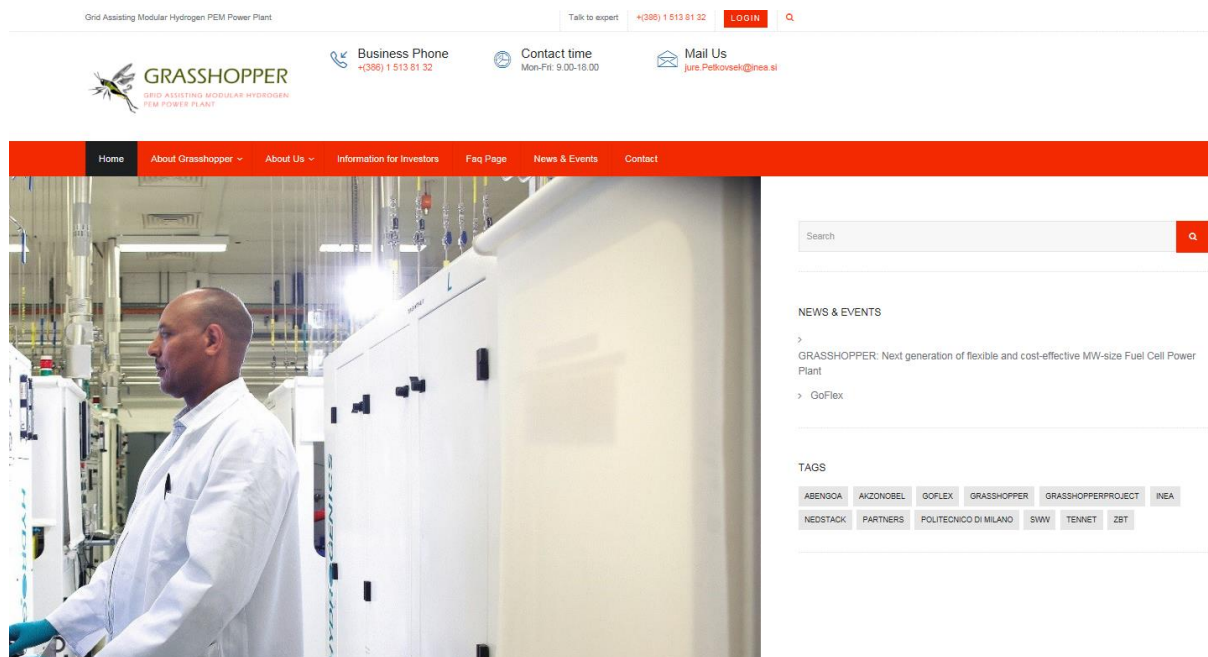 Grid Assisting Modular Hydrogen PEM Power Plant
Talk to expert
+(386) 1 513 81 32
LOGIN
GRASSHOPPER
GRID ASSISTING MODULAR HYDROGEN
PEM POWER PLANT
Business Phone
+(386) 1 513 81 32
Contact time
Mon-Fri: 9.00-18.00
Mail Us
jure.Petkovsek@inea.si
Home
About Grasshopper
About Us
Information for Investors
Faq Page
News & Events
Contact
Search
NEWS & EVENTS
GRASSHOPPER: Next generation of flexible and cost-effective MW-size Fuel Cell Power
Plant
GoFlex
TAGS
ABENGOA AKZONOBEL GOFLEX GRASSHOPPER GRASSHOPPERPROJECT INEA
NEDSTACK PARTNERS POLITECNICO DI MILANO SWW TENNET ZBT